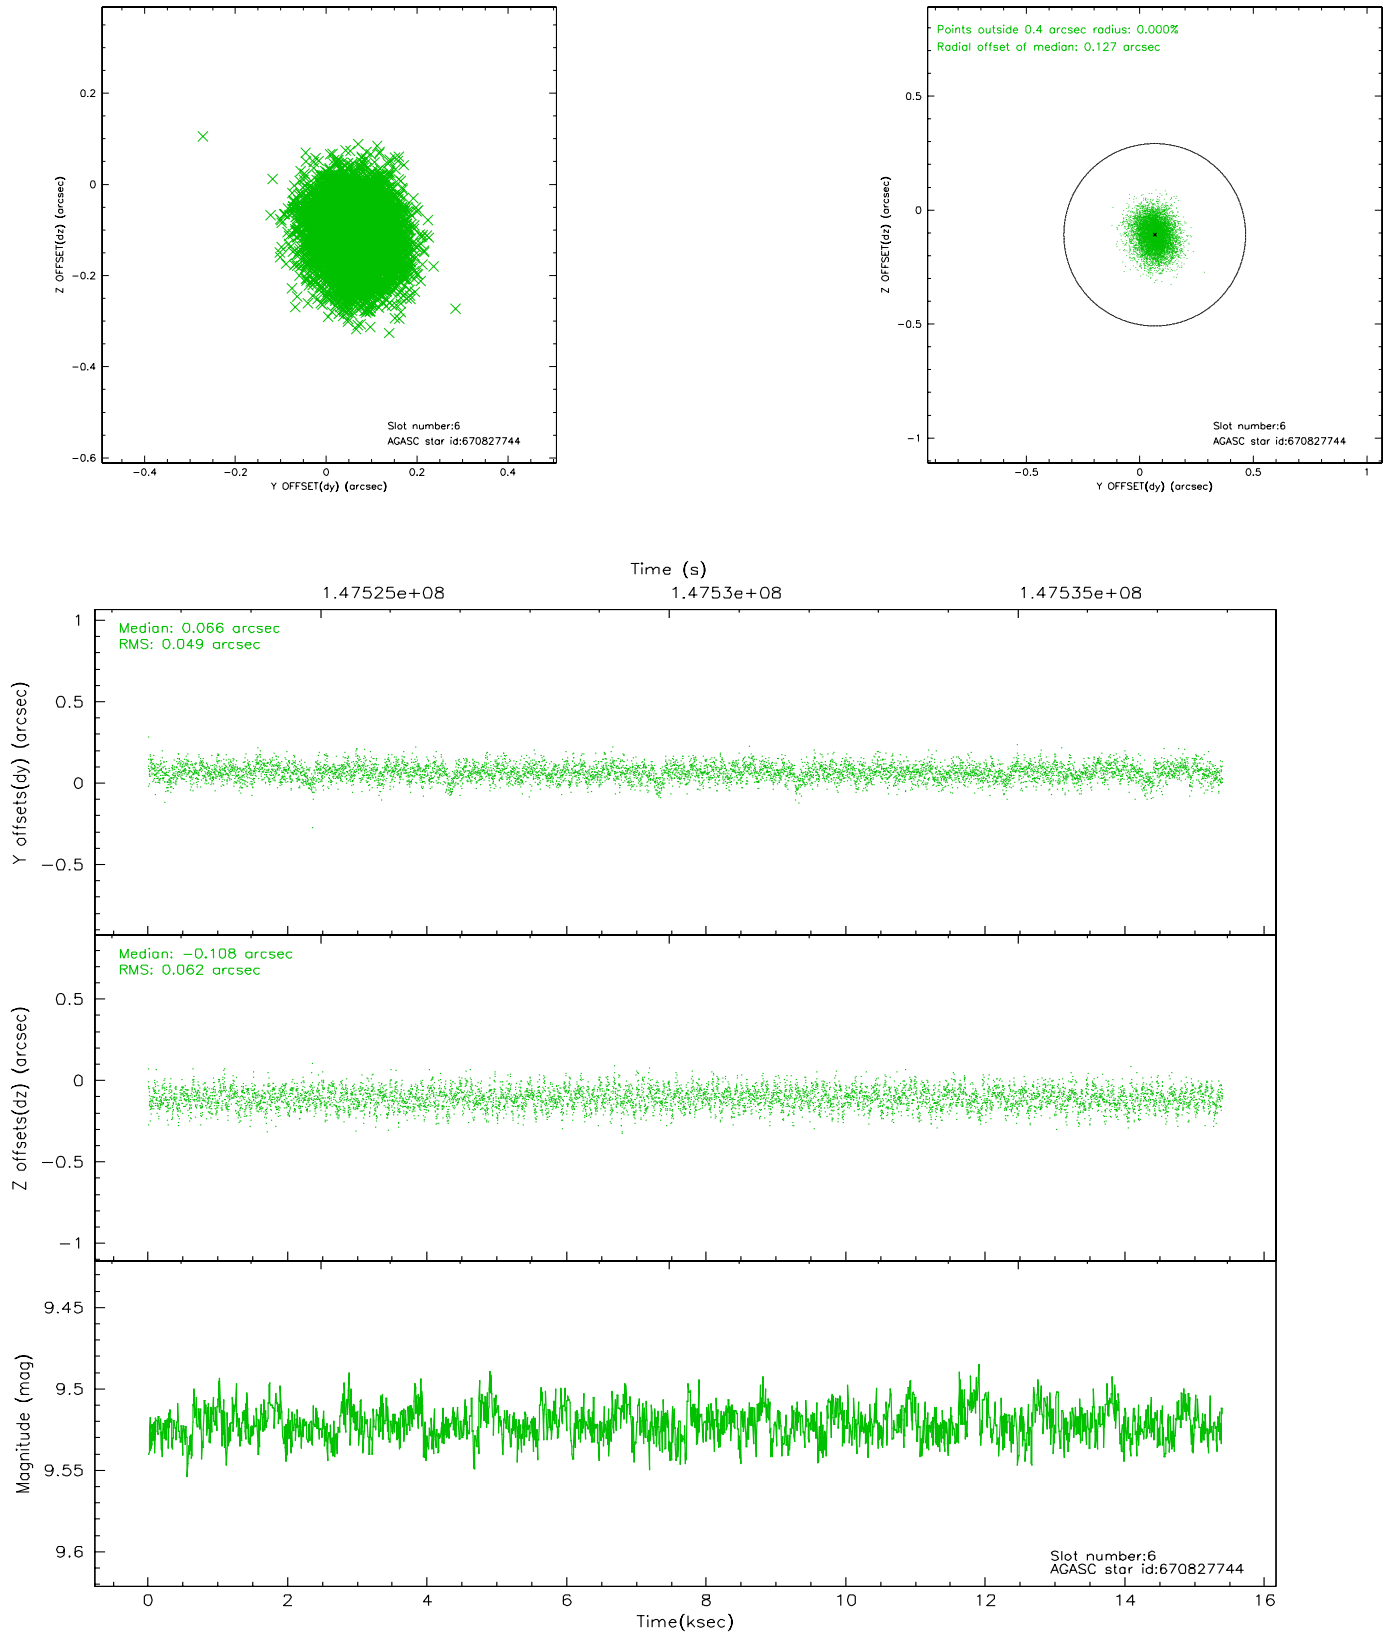 0.2
0
-0.2
-0.4
-0.6
Z OFFSET(dz) (arcsec)
-0.4
-0.2
0
0.2
0.4
Y OFFSET(dy) (arcsec)
Slot number:6
AGASC star id:670827744
Points outside 0.4 arcsec radius: 0.000%
Radial offset of median: 0.127 arcsec
0.5
0
-0.5
-1
Z OFFSET(dz) (arcsec)
-0.5
0
0.5
1
Y OFFSET(dy) (arcsec)
Slot number:6
AGASC star id:670827744
Time (s)
1.47525e+08
1.4753e+08
1.47535e+08
Median: 0.066 arcsec
RMS: 0.049 arcsec
1
0.5
0
-0.5
Y offsets(dy) (arcsec)
Median: -0.108 arcsec
RMS: 0.062 arcsec
0.5
0
-0.5
-1
Z offsets(dz) (arcsec)
9.45
9.5
9.55
9.6
Magnitude (mag)
Slot number:6
AGASC star id:670827744
0
2
4
6
8
10
12
14
16
Time(ksec)